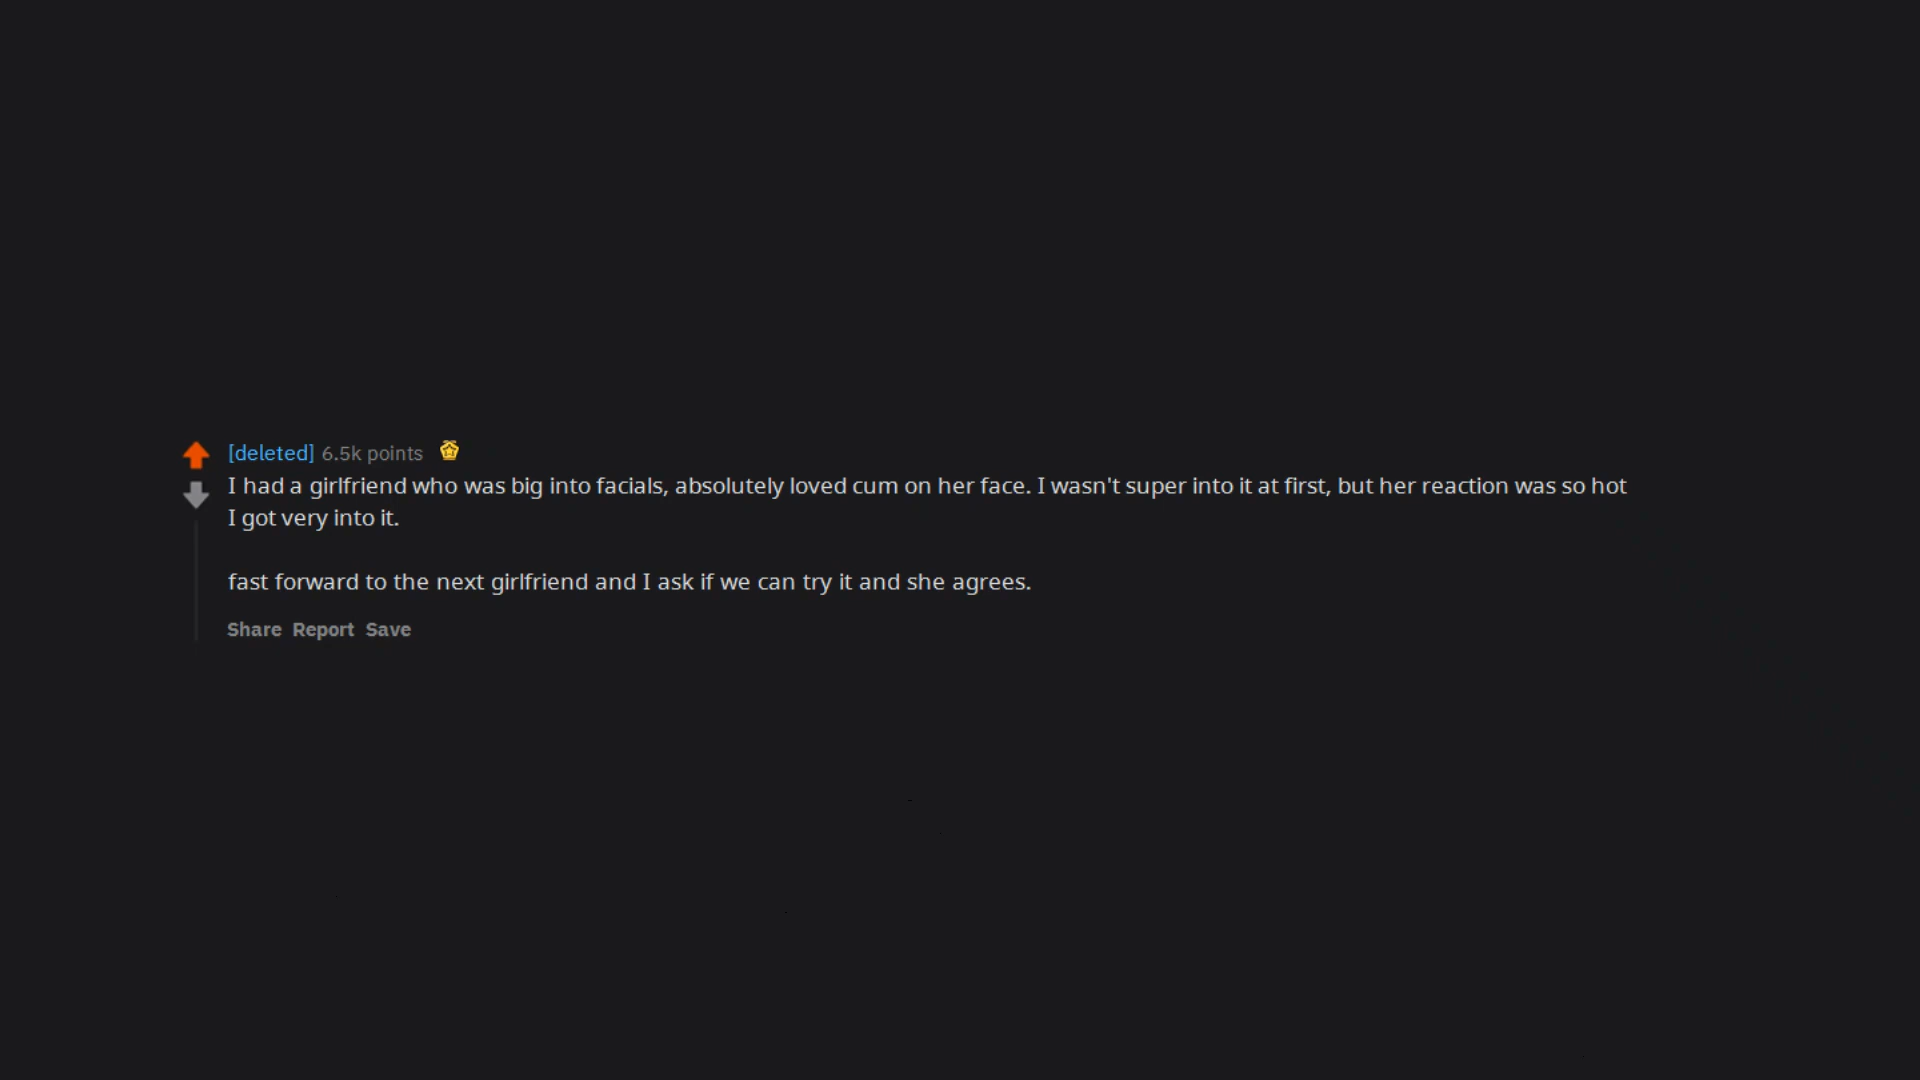 [deleted] 6.5k points
I had a girlfriend who was big into facials, absolutely loved cum on her face. I wasn't super into it at first, but her reaction was so hot
I got very into it.
fast forward to the next girlfriend and I ask if we can try it and she agrees.
Share Report Save